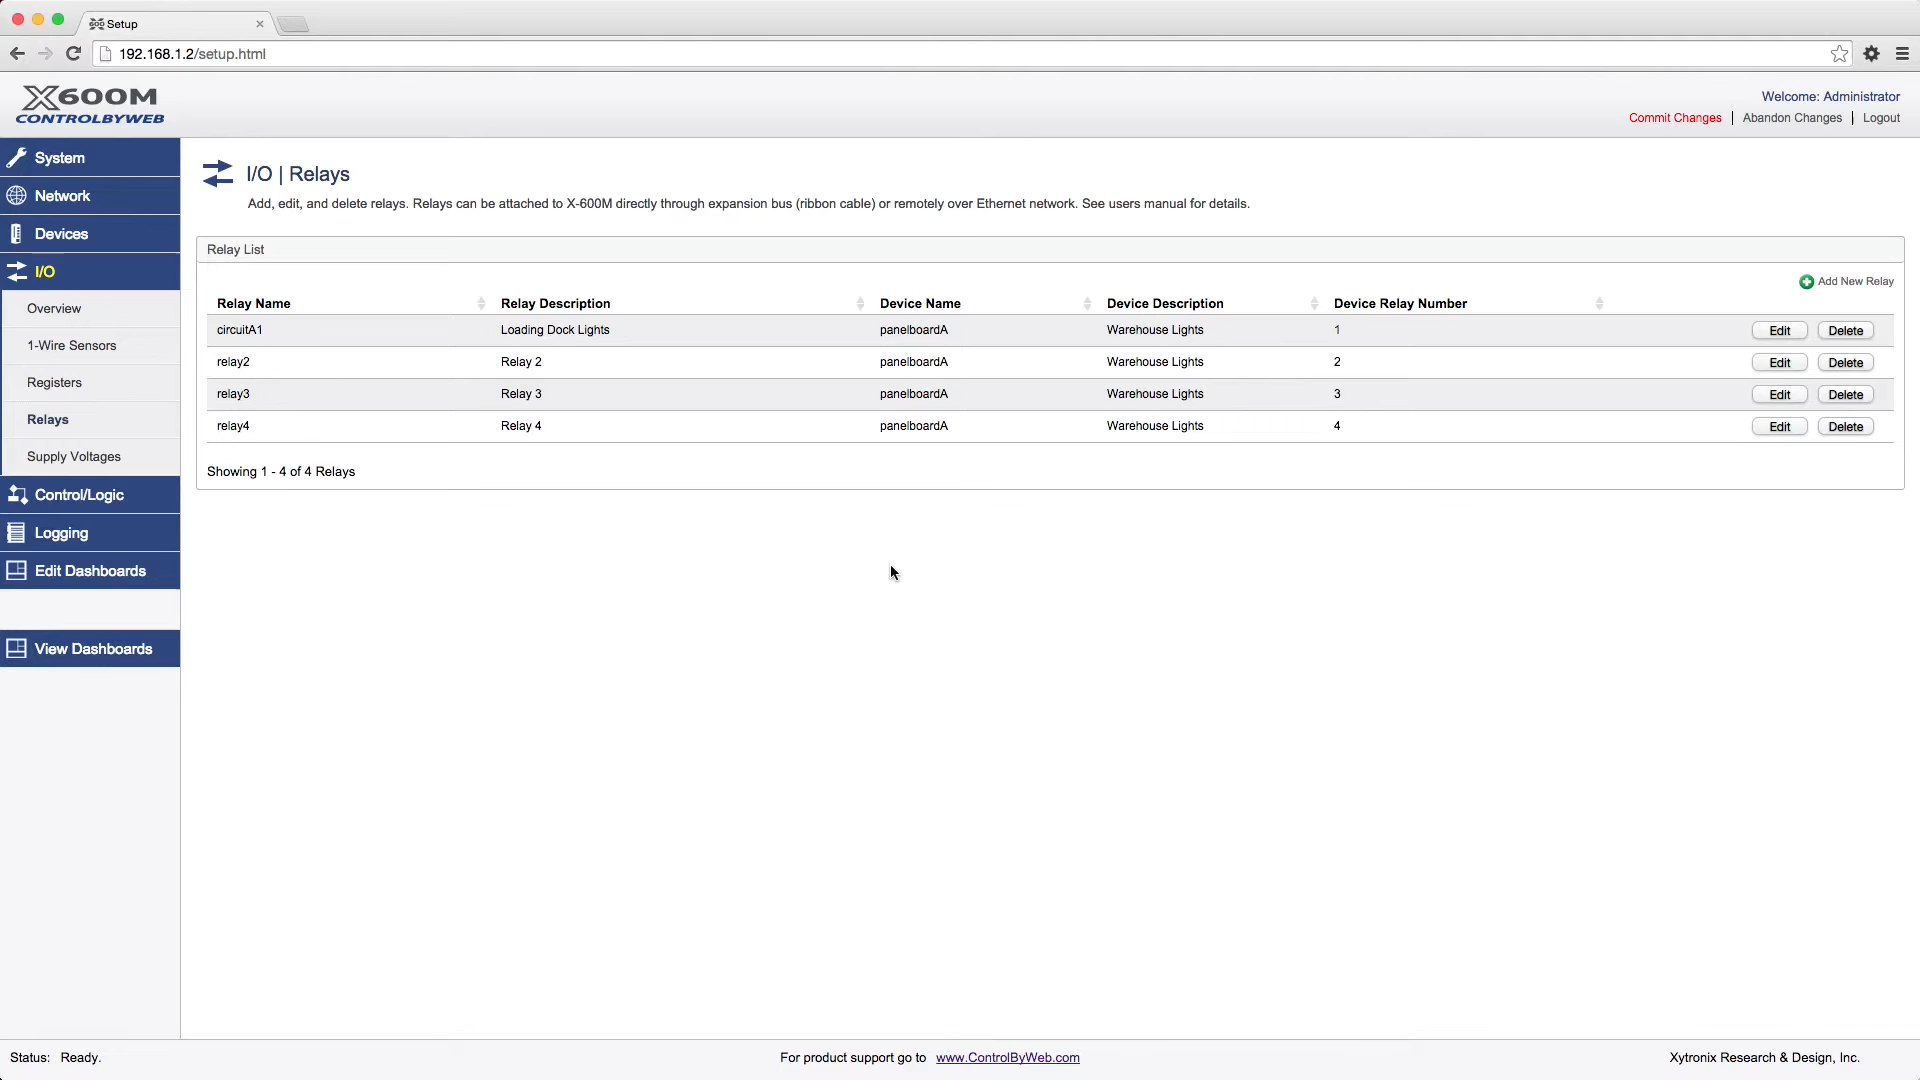 Setup
192.168.1.2/setup.html
X600M
CONTROLBYWEB
Welcome: Administrator
Commit Changes | Abandon Changes | Logout
System
Network
Devices
I/O
Overview
1-Wire Sensors
Registers
Relays
Supply Voltages
Control/Logic
Logging
Edit Dashboards
View Dashboards
I/O | Relays
Add, edit, and delete relays. Relays can be attached to X-600M directly through expansion bus (ribbon cable) or remotely over Ethernet network. See users manual for details.
Relay List
Add New Relay
Relay Name Relay Description Device Name Device Description Device Relay Number
circuitA1 Loading Dock Lights panelboardA Warehouse Lights 1 Edit Delete
relay2 Relay 2 panelboardA Warehouse Lights 2 Edit Delete
relay3 Relay 3 panelboardA Warehouse Lights 3 Edit Delete
relay4 Relay 4 panelboardA Warehouse Lights 4 Edit Delete
Showing 1 - 4 of 4 Relays
Status: Ready. For product support go to www.ControlByWeb.com Xytronix Research & Design, Inc.